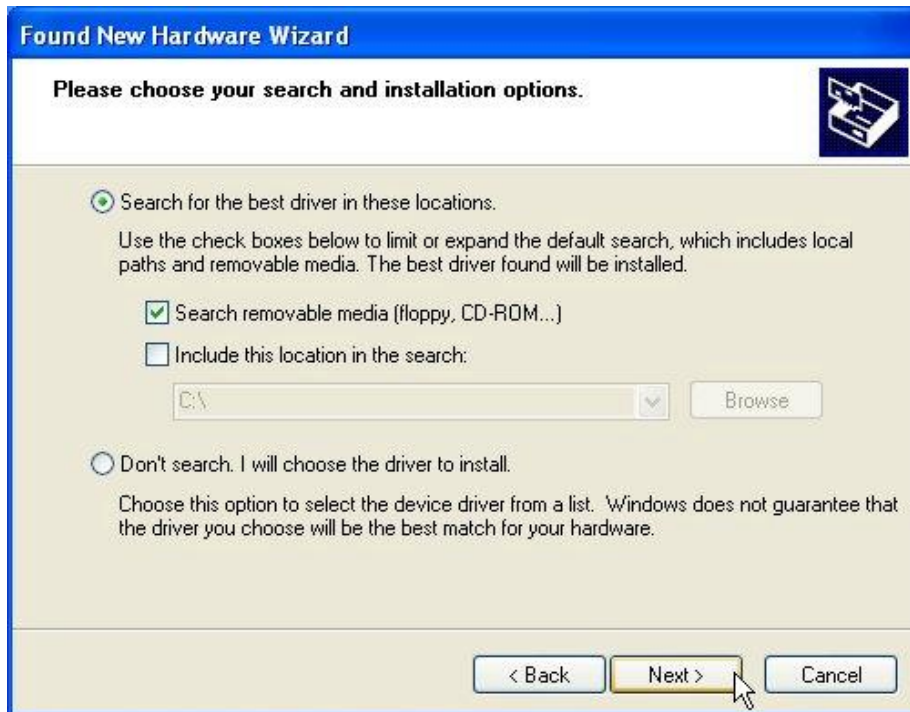 Found New Hardware Wizard
Please choose your search and installation options.
Search for the best driver in these locations.
Use the check boxes below to limit or expand the default search, which includes local
paths and removable media. The best driver found will be installed.
Search removable media (floppy, CD-ROM...)
Include this location in the search:
C:\
Browse
Don't search. I will choose the driver to install.
Choose this option to select the device driver from a list. Windows does not guarantee that
the driver you choose will be the best match for your hardware.
< Back
Next >
Cancel